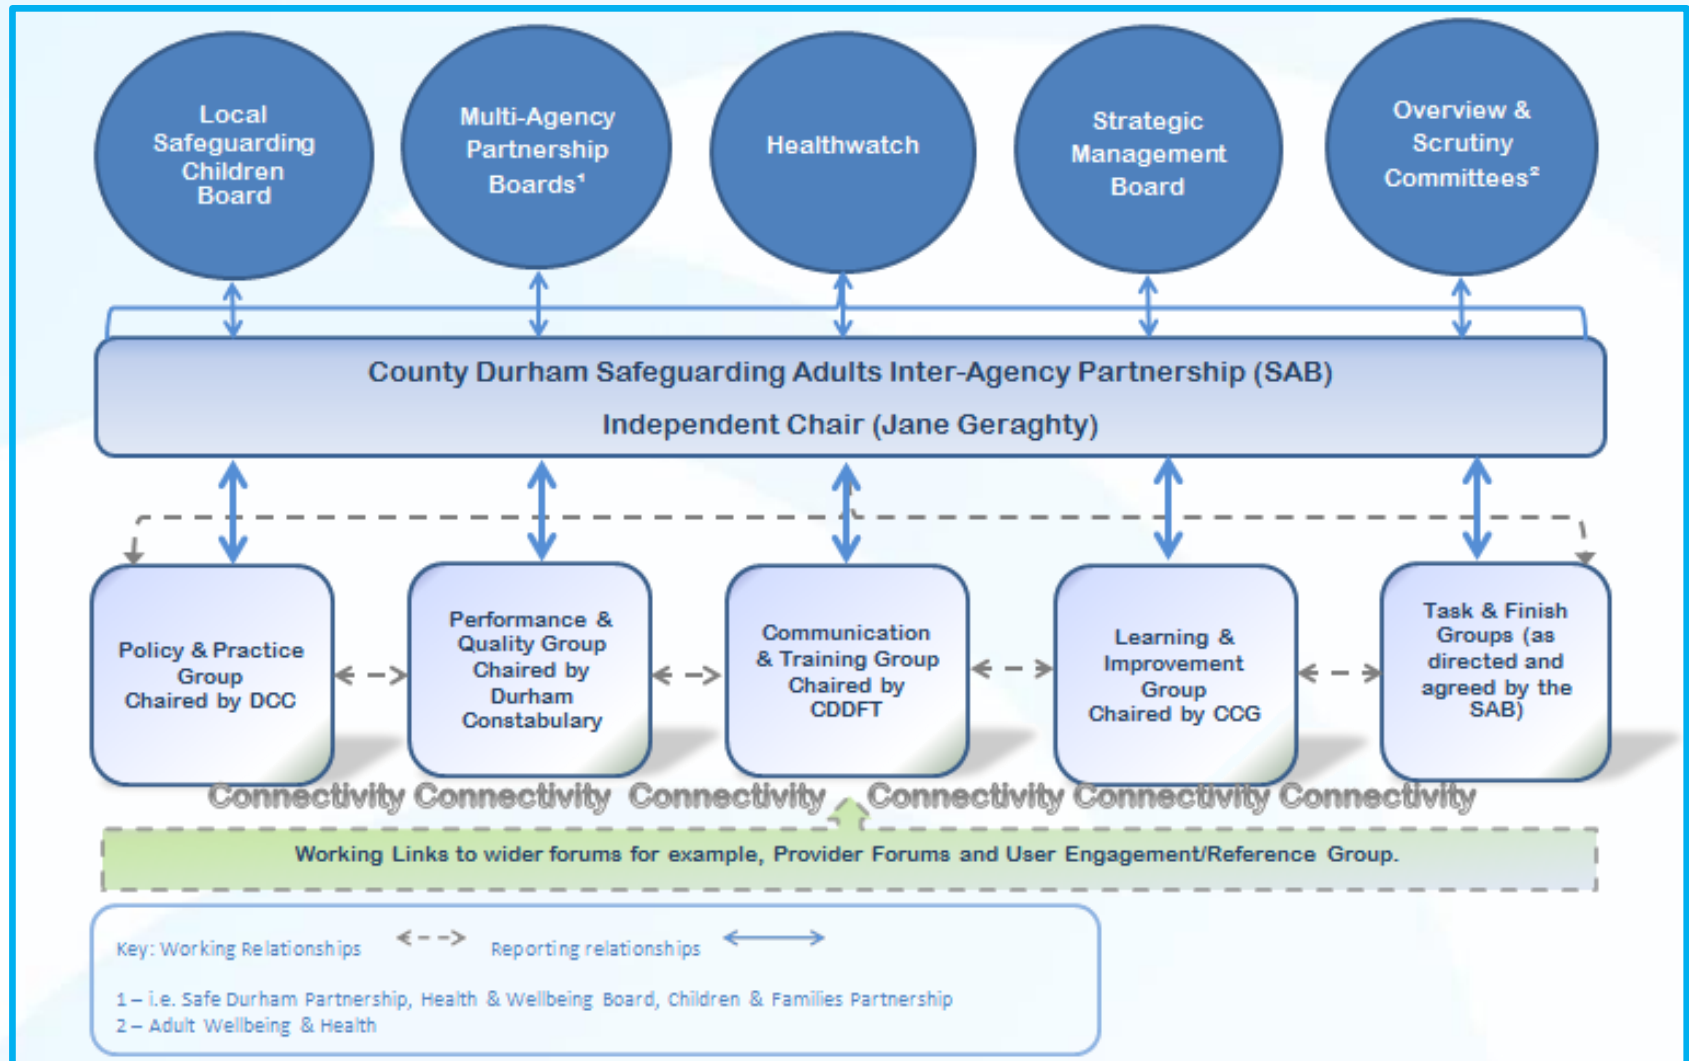 Local
Safeguarding
Children
Board
Multi-Agency
Partnership
Boards¹
Healthwatch
Strategic
Management
Board
Overview &
Scrutiny
Committees²
County Durham Safeguarding Adults Inter-Agency Partnership (SAB)
Independent Chair (Jane Geraghty)
Policy & Practice
Group
Chaired by DCC
Performance &
Quality Group
Chaired by
Durham
Constabulary
Communication
& Training Group
Chaired by
CDDFT
Learning &
Improvement
Group
Chaired by CCG
Task & Finish
Groups (as
directed and
agreed by the
SAB)
Connectivity Connectivity Connectivity Connectivity Connectivity Connectivity
Working Links to wider forums for example, Provider Forums and User Engagement/Reference Group.
Key: Working Relationships Reporting relationships
1 – i.e. Safe Durham Partnership, Health & Wellbeing Board, Children & Families Partnership
2 – Adult Wellbeing & Health